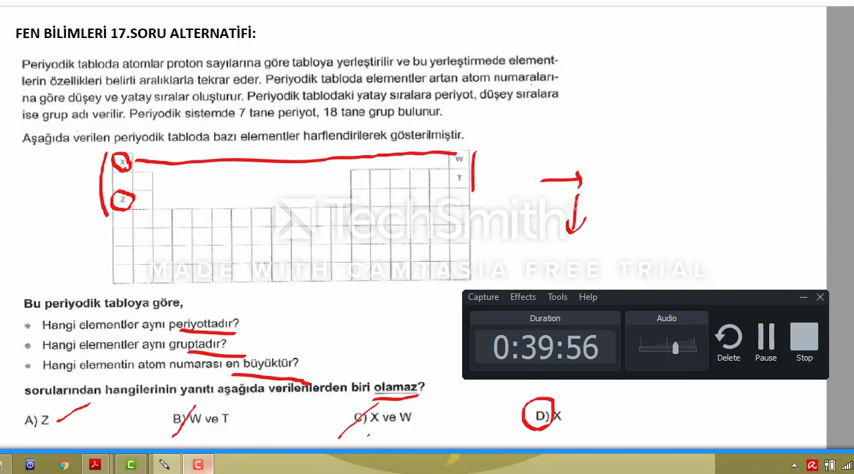 FEN BİLİMLERİ 17.SORU ALTERNATİFİ:
Periyodik tabloda atomlar proton sayılarına göre tabloya yerleştirilir ve bu yerleştirmede element-
lerin özellikleri belirli aralıklarla tekrar eder. Periyodik tabloda elementler artan atom numaraları-
na göre düşey ve yatay sıralar oluşturur. Periyodik tablodaki yatay sıralara periyot, düşey sıralara
ise grup adı verilir. Periyodik sistemde 7 tane periyot, 18 tane grup bulunur.
Aşağıda verilen periyodik tabloda bazı elementler harflendirilerek gösterilmiştir.
X W
T
Z
TechSmith
MADE WITH CAMTASIA FREE TRIAL
Bu periyodik tabloya göre,
• Hangi elementler aynı periyottadır?
• Hangi elementler aynı gruptadır?
• Hangi elementin atom numarası en büyüktür?
sorularından hangilerinin yanıtı aşağıda verilenlerden biri olamaz?
A) Z B) W ve T C) X ve W D) X
Capture Effects Tools Help
Duration Audio
0:39:56
Delete Pause Stop